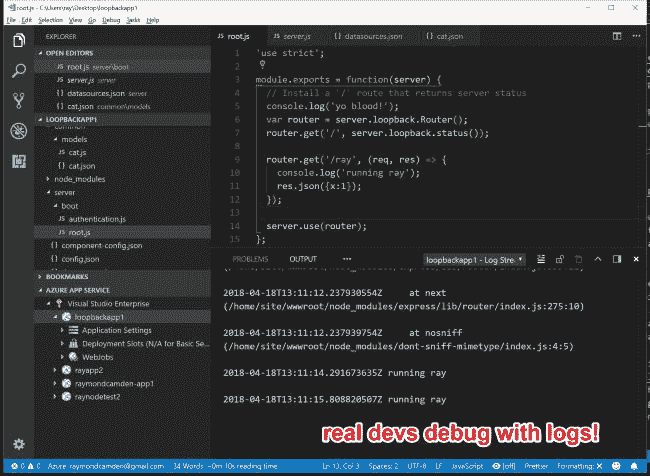 root.js - C:\Users\ray\Desktop\loopbackapp1
File Edit Selection View Go Debug Tasks Help
EXPLORER
OPEN EDITORS
JS root.js server\boot
JS server.js server
{} datasources.json server
{} cat.json common\models
LOOPBACKAPP1
common
models
JS cat.js
{} cat.json
node_modules
server
boot
JS authentication.js
JS root.js
{} component-config.json
{} config.json
BOOKMARKS
AZURE APP SERVICE
Visual Studio Enterprise
loopbackapp1
Application Settings
Deployment Slots (N/A for Basic Se...
WebJobs
rayapp2
raymondcamden-app1
raynodetest2
JS root.js
JS server.js
{} datasources.json
{} cat.json
1 'use strict';
2
3 module.exports = function(server) {
4 // Install a `/` route that returns server status
5 console.log('yo blood!');
6 var router = server.loopback.Router();
7 router.get('/', server.loopback.status());
8
9 router.get('/ray', (req, res) => {
10 console.log('running ray');
11 res.json({x:1});
12 });
13
14 server.use(router);
15 };
PROBLEMS OUTPUT ••• loopbackapp1 - Log Stre
2018-04-18T13:11:12.237930554Z at next
(/home/site/wwwroot/node_modules/express/lib/router/index.js:275:10)
2018-04-18T13:11:12.237939754Z at nosniff
(/home/site/wwwroot/node_modules/dont-sniff-mimetype/index.js:4:5)
2018-04-18T13:11:14.291673635Z running ray
2018-04-18T13:11:15.808820507Z running ray
real devs debug with logs!
0 0 Azure: raymondcamden@gmail.com 34 Words ~0m 10s reading time Ln 13, Col 3 Spaces: 2 UTF-8 LF JavaScript [off] Prettier Formatting: ×